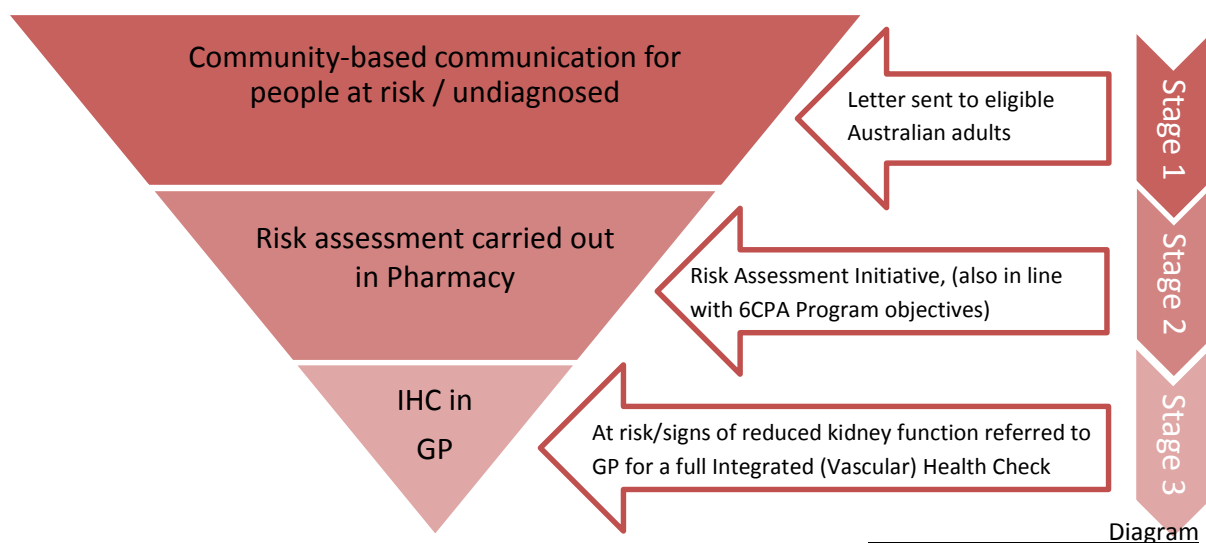 Community-based communication for
people at risk / undiagnosed
Letter sent to eligible
Australian adults
Stage 1
Risk assessment carried out
in Pharmacy
Risk Assessment Initiative, (also in line
with 6CPA Program objectives)
Stage 2
IHC in
GP
At risk/signs of reduced kidney function referred to
GP for a full Integrated (Vascular) Health Check
Stage 3
Diagram